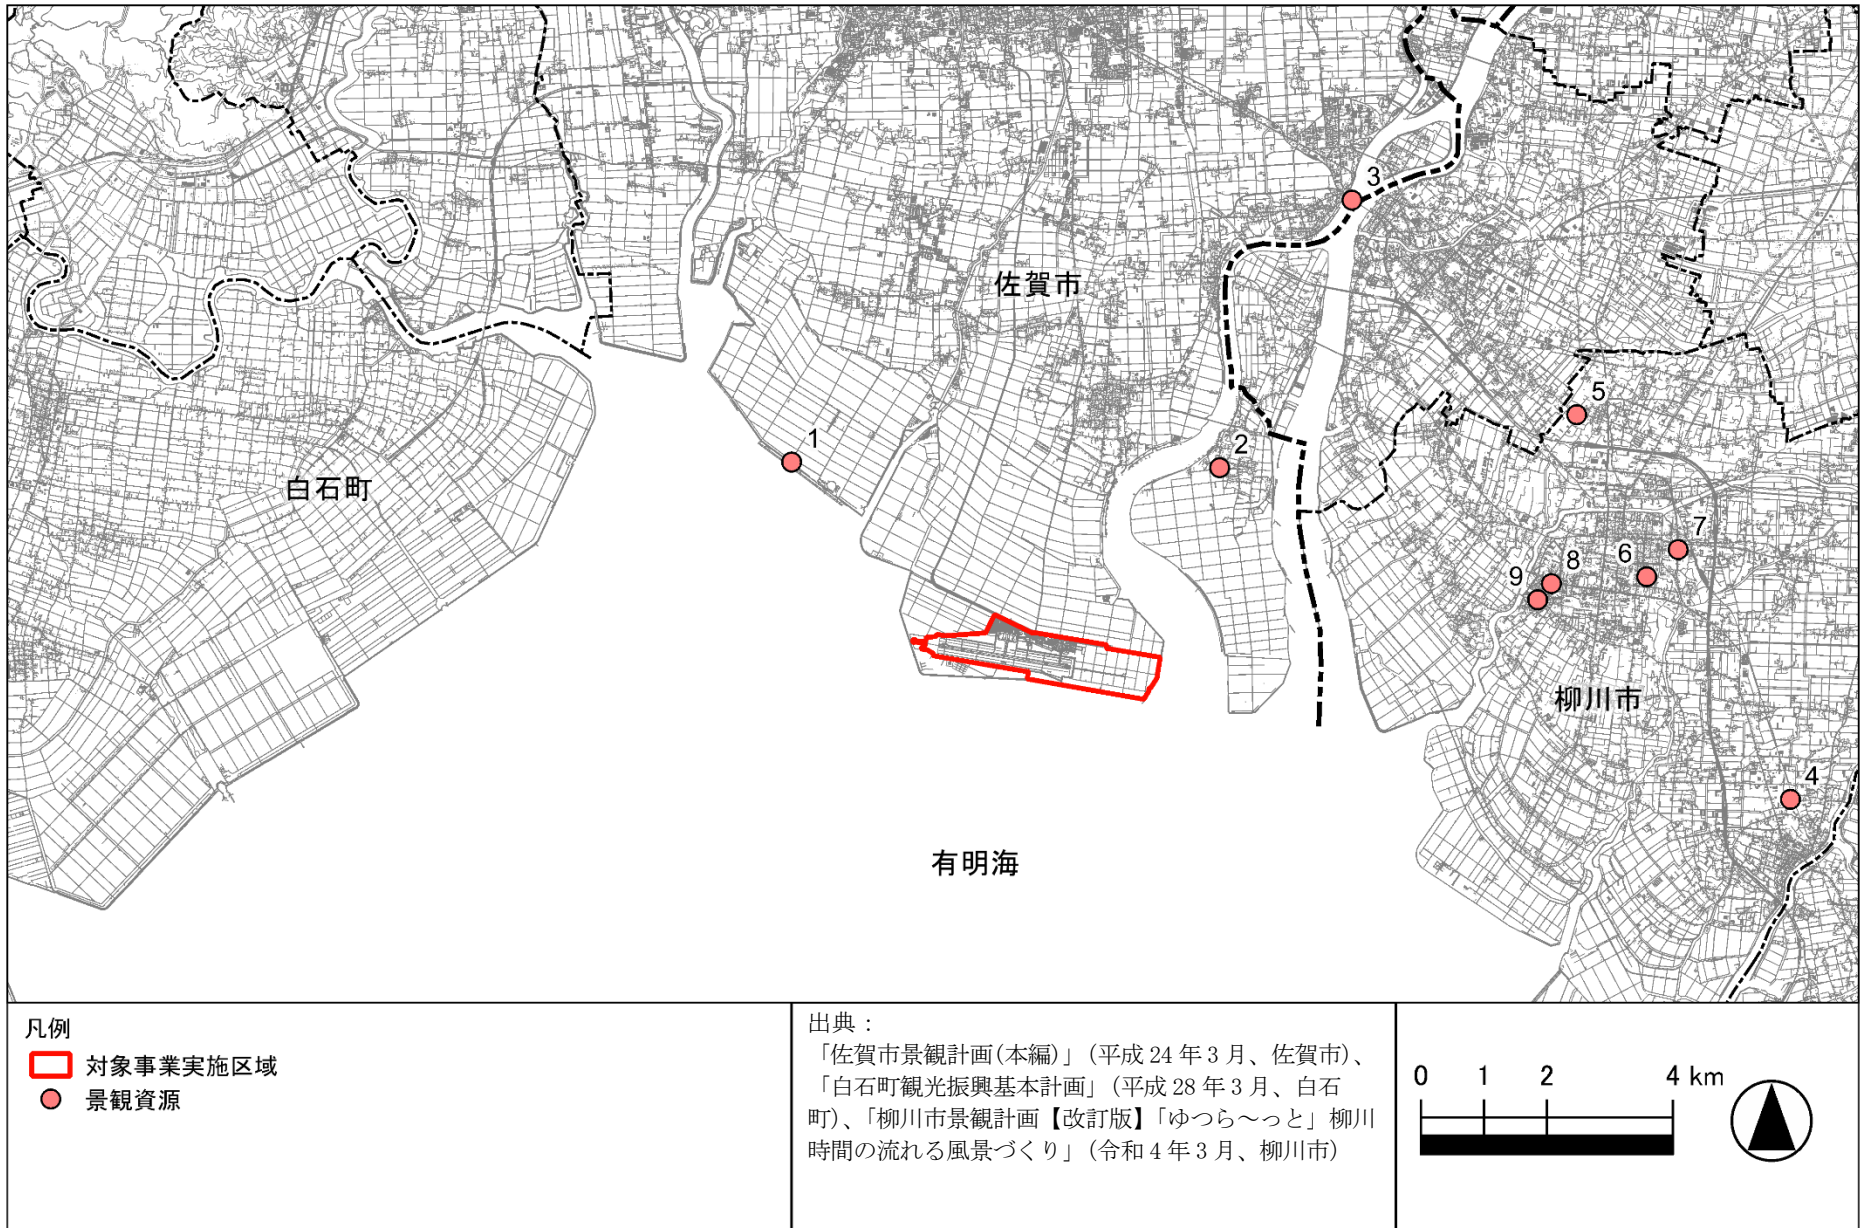 3
佐賀市
5
1
2
白石町
7
6
8
9
柳川市
4
有明海
凡例
対象事業実施区域
景観資源
出典：
「佐賀市景観計画(本編)」(平成 24 年 3 月、佐賀市)、
「白石町観光振興基本計画」(平成 28 年 3 月、白石
町)、「柳川市景観計画【改訂版】「ゆつら～っと」柳川
時間の流れる風景づくり」(令和 4 年 3 月、柳川市)
0 1 2 4 km